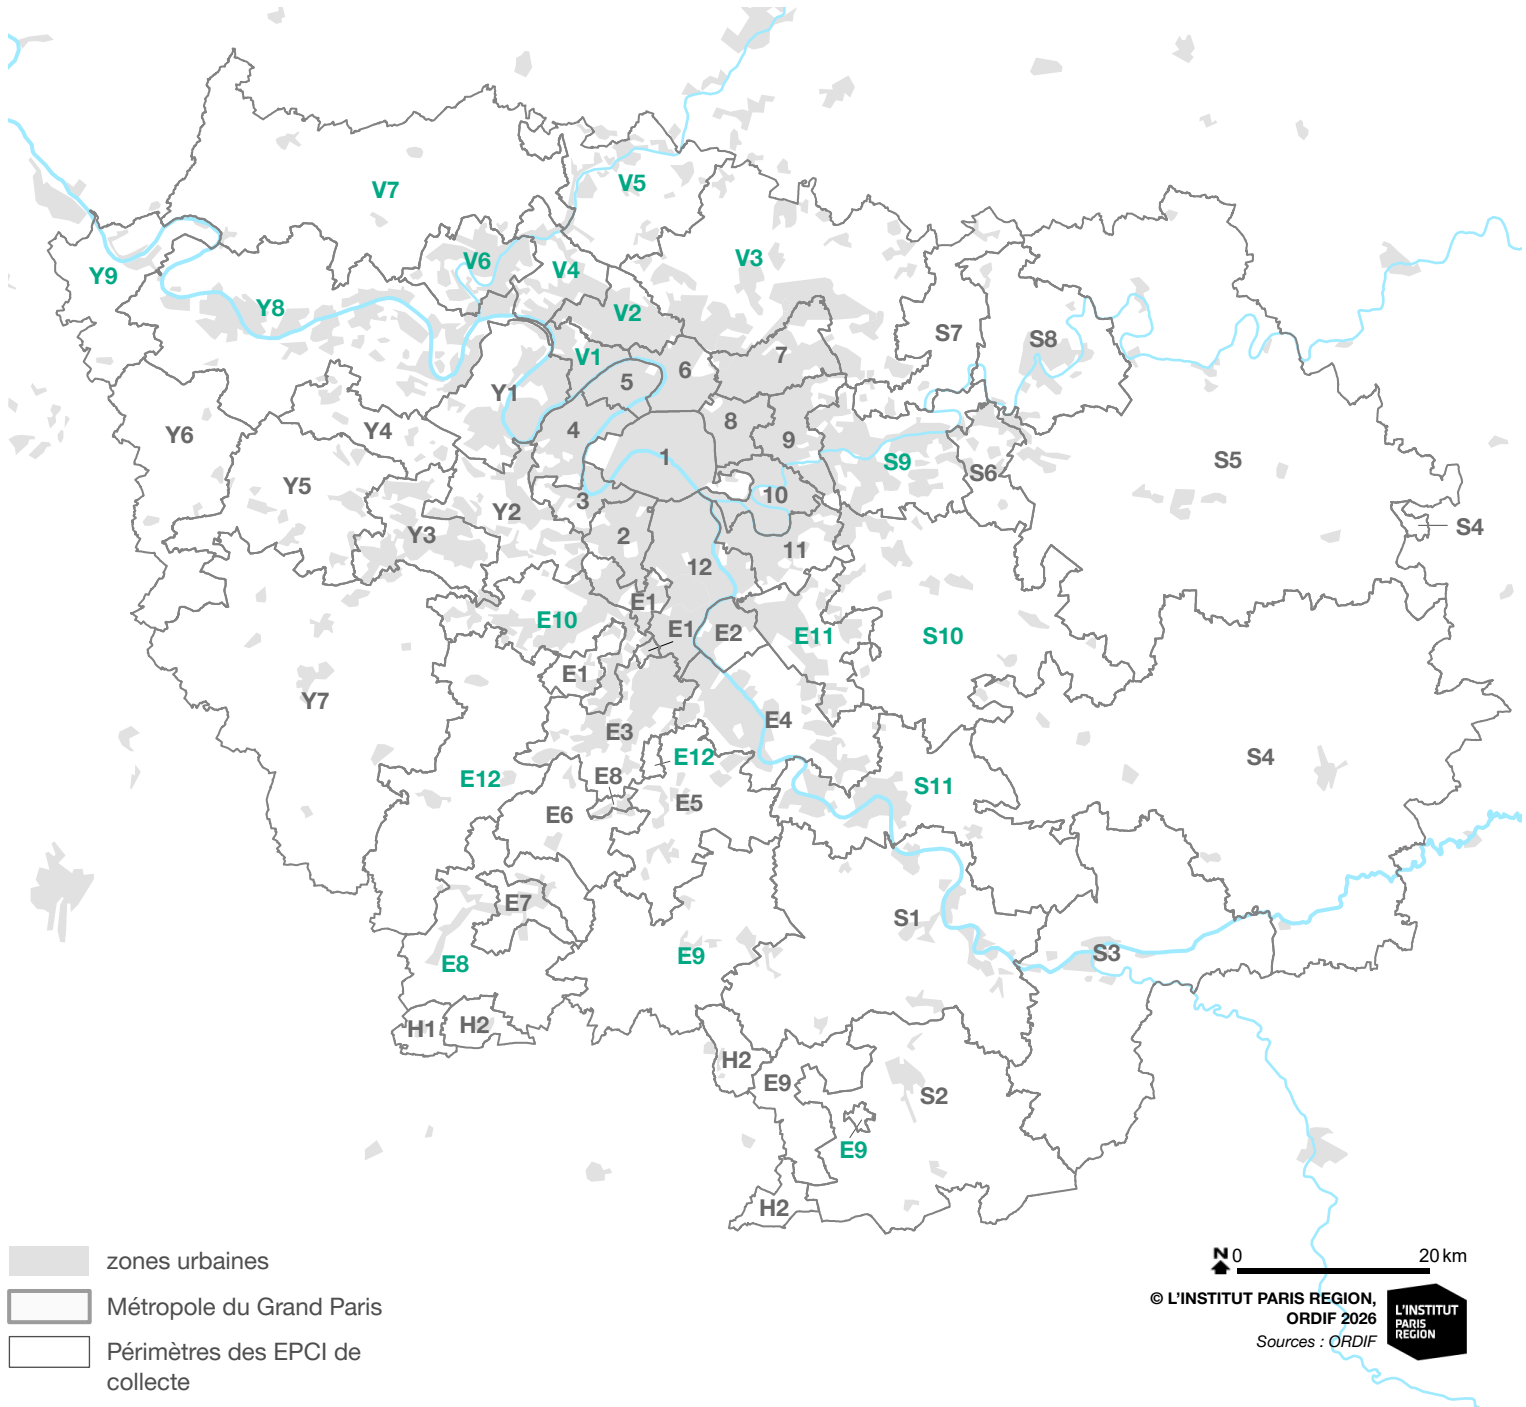 V7
V5
V3
V6
V4
Y9
Y8
V2
S7
S8
V1
7
6
5
Y1
8
4
9
Y6
Y4
1
S9
S5
S6
Y5
10
3
Y2
S4
Y3
2
11
12
E1
E10
E1
E2
E11
S10
E1
Y7
E4
E3
E12
S4
E12
E8
S11
E5
E6
E7
S1
S3
E8
E9
H1
H2
H2
E9
S2
E9
H2
zones urbaines
Métropole du Grand Paris
Périmètres des EPCI de
collecte
N 0 20 km
© L'INSTITUT PARIS REGION,
ORDIF 2026
Sources : ORDIF
L'INSTITUT
PARIS
REGION